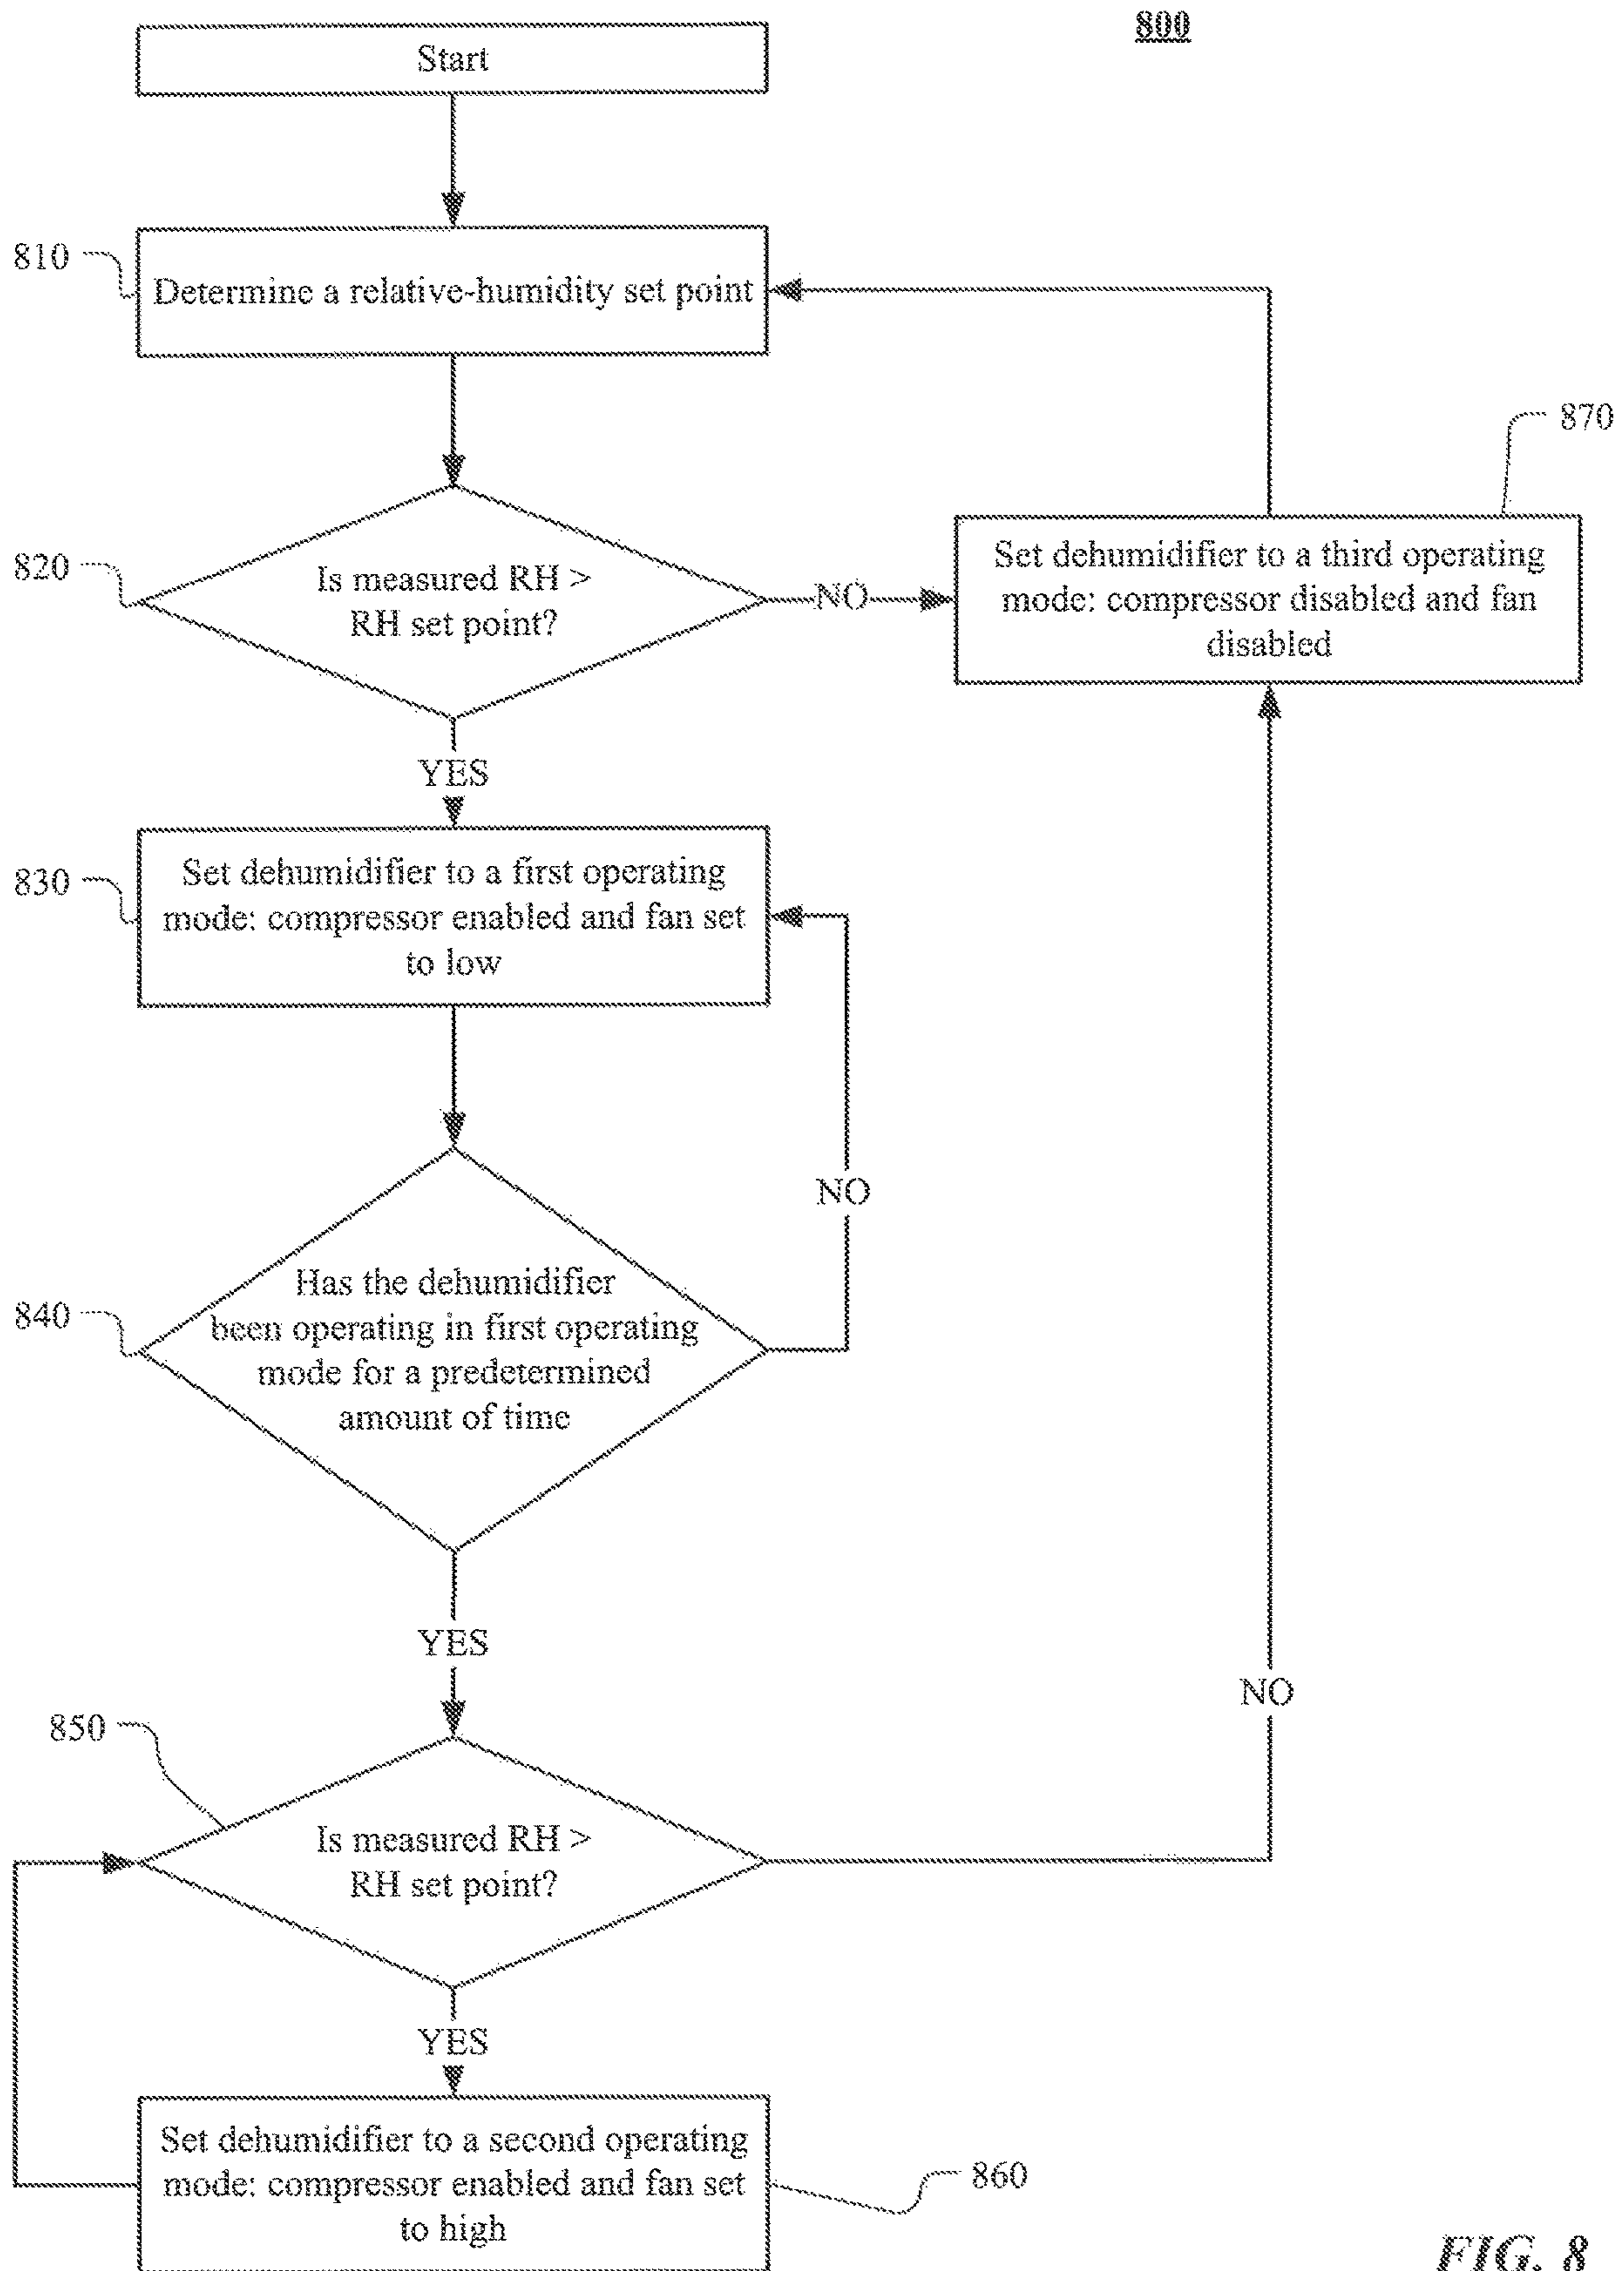 800
Start
810
Determine a relative-humidity set point
870
820
Is measured RH >
RH set point?
NO
Set dehumidifier to a third operating
mode: compressor disabled and fan
disabled
YES
830
Set dehumidifier to a first operating
mode: compressor enabled and fan set
to low
NO
840
Has the dehumidifier
been operating in first operating
mode for a predetermined
amount of time
YES
NO
850
Is measured RH >
RH set point?
YES
Set dehumidifier to a second operating
mode: compressor enabled and fan set
to high
860
FIG. 8